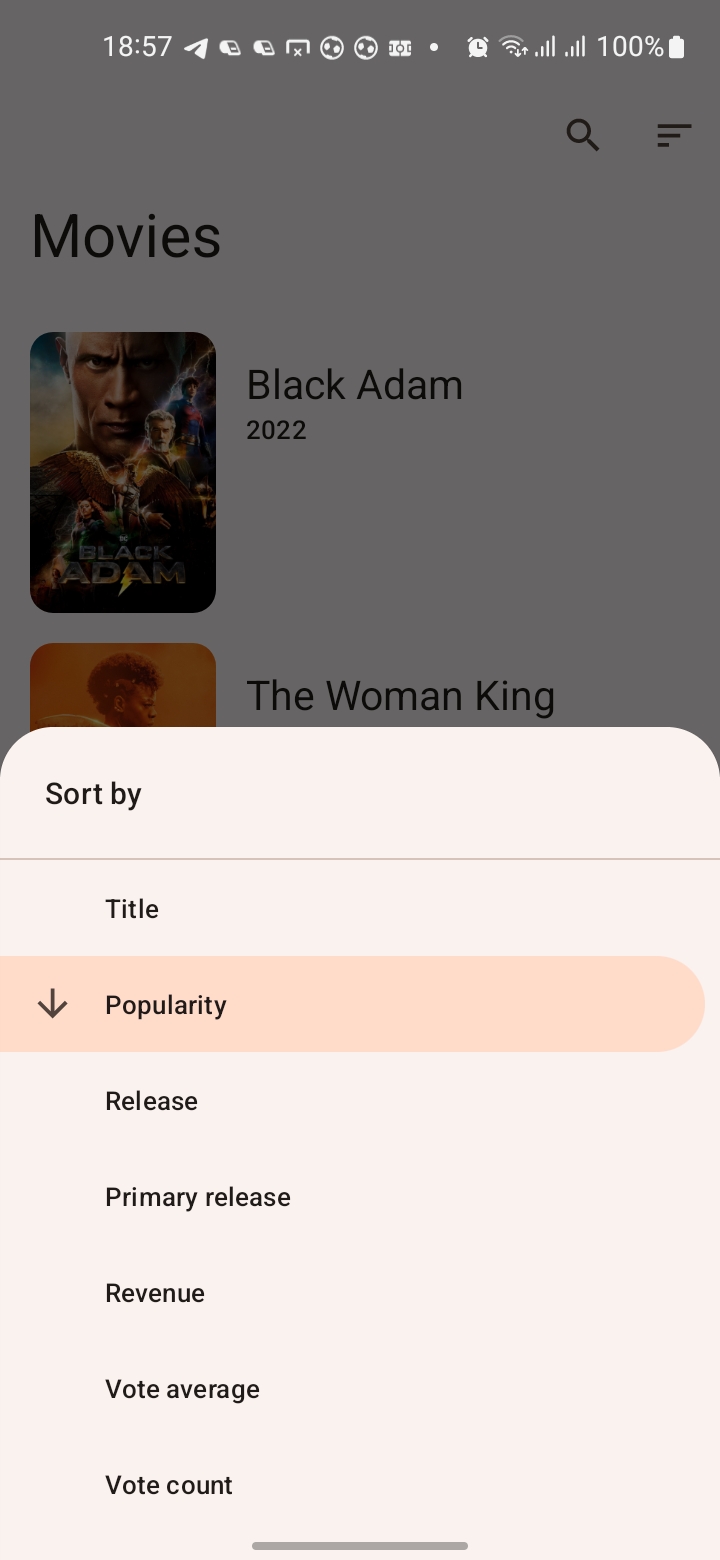 18:57
100%
Movies
Black Adam
2022
DC
BLACK
ADAM
The Woman King
Sort by
Title
Popularity
Release
Primary release
Revenue
Vote average
Vote count